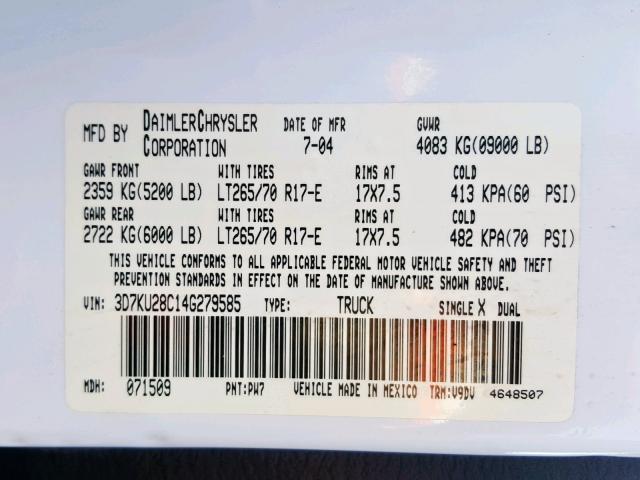 MFD BY DAIMLERCHRYSLER CORPORATION DATE OF MFR 7-04 GVWR 4083 KG(09000 LB)
GAWR FRONT WITH TIRES RIMS AT COLD
2359 KG(5200 LB) LT265/70 R17-E 17X7.5 413 KPA(60 PSI)
GAWR REAR WITH TIRES RIMS AT COLD
2722 KG(6000 LB) LT265/70 R17-E 17X7.5 482 KPA(70 PSI)
THIS VEHICLE CONFORMS TO ALL APPLICABLE FEDERAL MOTOR VEHICLE SAFETY AND THEFT
PREVENTION STANDARDS IN EFFECT ON THE DATE OF MANUFACTURE SHOWN ABOVE.
VIN: 3D7KU28C14G279585 TYPE: TRUCK SINGLE X DUAL
MDH: 071509 PNT:PW7 VEHICLE MADE IN MEXICO TRM:V9DV 4648507